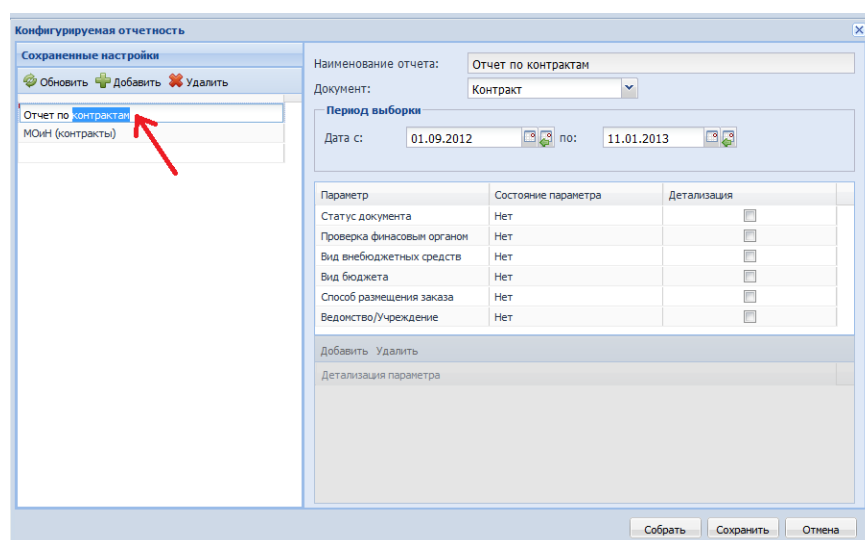 Конфигурируемая отчетность
Сохраненные настройки
Обновить Добавить Удалить
Отчет по контрактам
МОиН (контракты)
Наименование отчета: Отчет по контрактам
Документ: Контракт
Период выборки
Дата с: 01.09.2012 по: 11.01.2013
Параметр Состояние параметра Детализация
Статус документа Нет
Проверка финасовым органом Нет
Вид внебюджетных средств Нет
Вид бюджета Нет
Способ размещения заказа Нет
Ведомство/Учреждение Нет
Добавить Удалить
Детализация параметра
Собрать Сохранить Отмена